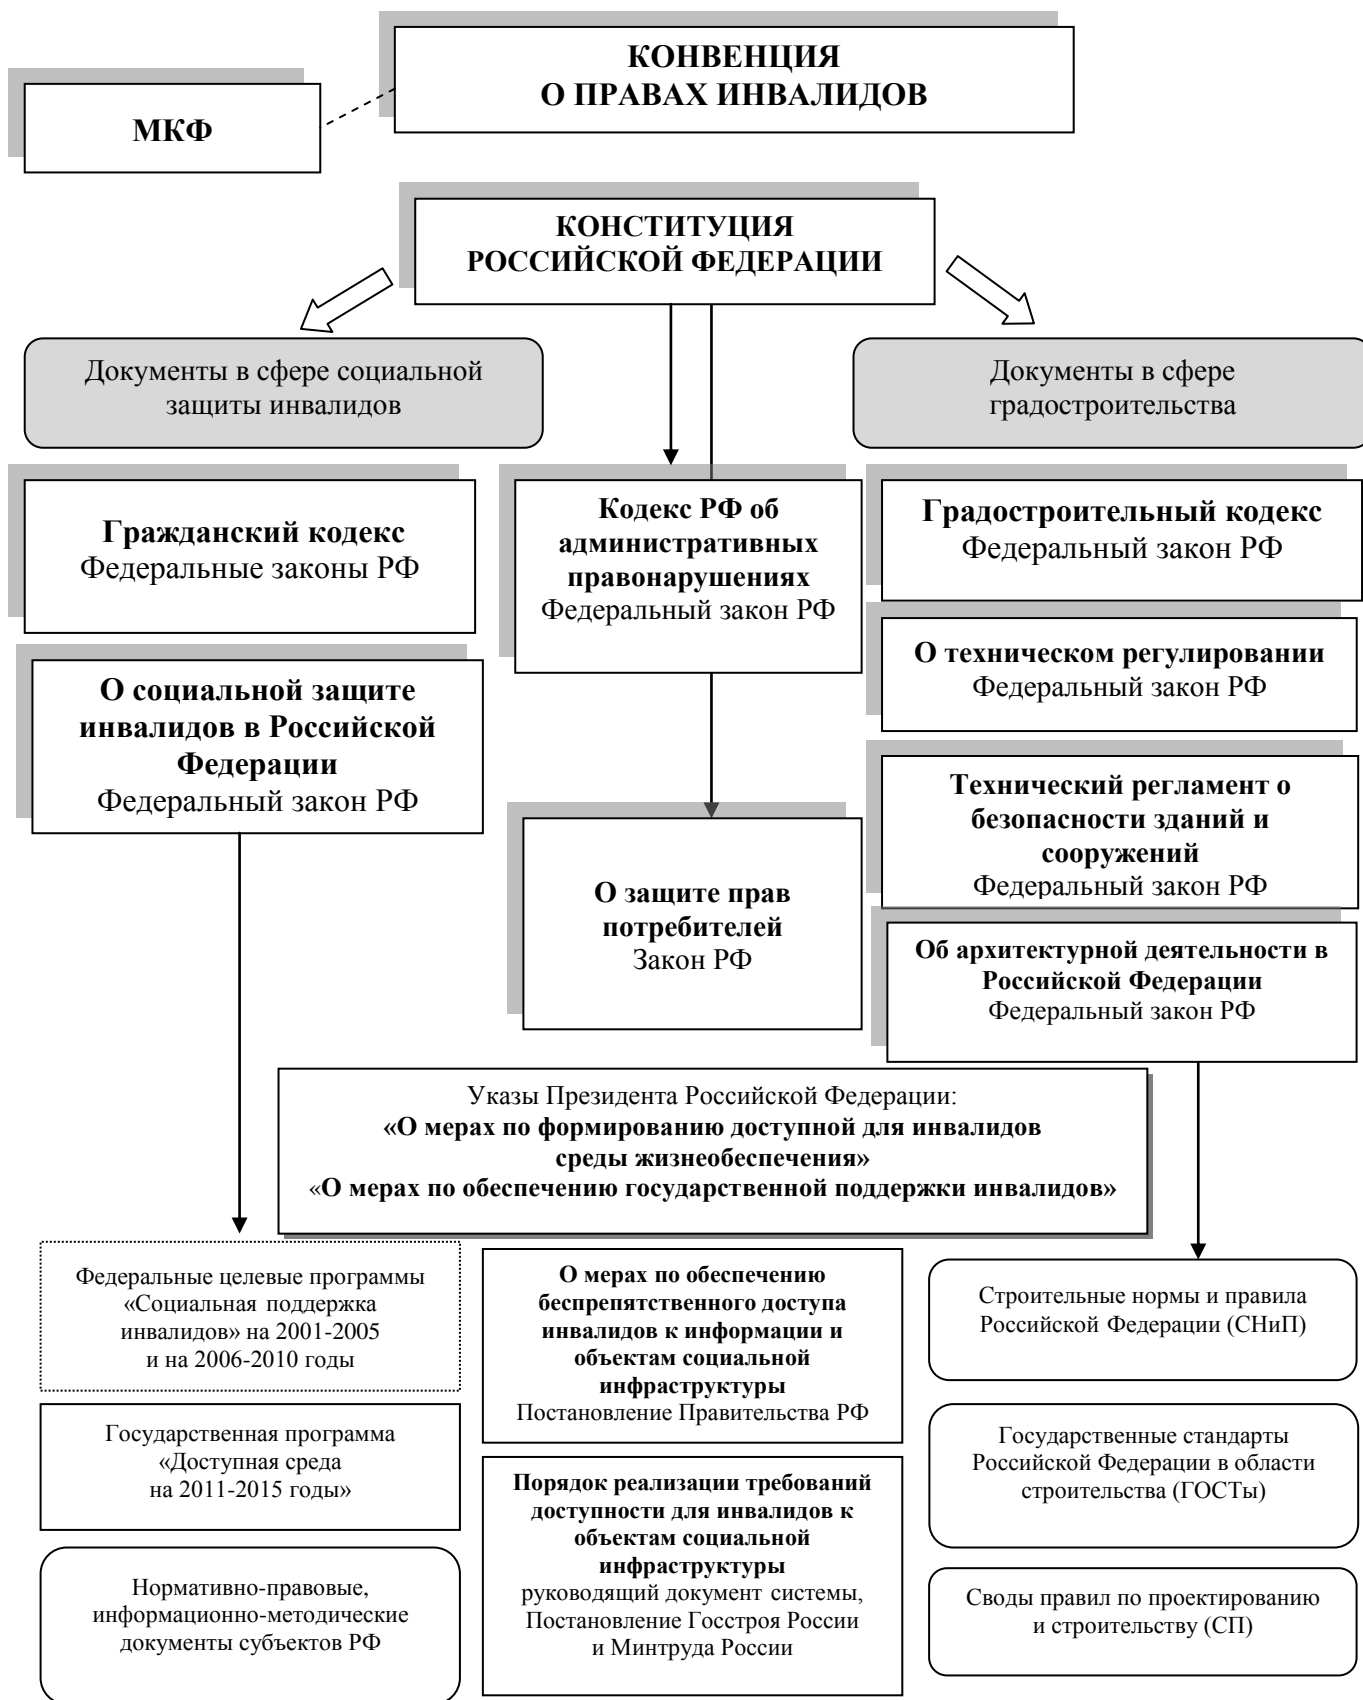 КОНВЕНЦИЯ
О ПРАВАХ ИНВАЛИДОВ
МКФ
КОНСТИТУЦИЯ
РОССИЙСКОЙ ФЕДЕРАЦИИ
Документы в сфере социальной
защиты инвалидов
Документы в сфере
градостроительства
Гражданский кодекс
Федеральные законы РФ
О социальной защите
инвалидов в Российской
Федерации
Федеральный закон РФ
Кодекс РФ об
административных
правонарушениях
Федеральный закон РФ
О защите прав
потребителей
Закон РФ
Градостроительный кодекс
Федеральный закон РФ
О техническом регулировании
Федеральный закон РФ
Технический регламент о
безопасности зданий и
сооружений
Федеральный закон РФ
Об архитектурной деятельности в
Российской Федерации
Федеральный закон РФ
Указы Президента Российской Федерации:
«О мерах по формированию доступной для инвалидов
среды жизнеобеспечения»
«О мерах по обеспечению государственной поддержки инвалидов»
Федеральные целевые программы
«Социальная поддержка
инвалидов» на 2001-2005
и на 2006-2010 годы
Государственная программа
«Доступная среда
на 2011-2015 годы»
Нормативно-правовые,
информационно-методические
документы субъектов РФ
О мерах по обеспечению
беспрепятственного доступа
инвалидов к информации и
объектам социальной
инфраструктуры
Постановление Правительства РФ
Порядок реализации требований
доступности для инвалидов к
объектам социальной
инфраструктуры
руководящий документ системы,
Постановление Госстроя России
и Минтруда России
Строительные нормы и правила
Российской Федерации (СНиП)
Государственные стандарты
Российской Федерации в области
строительства (ГОСТы)
Своды правил по проектированию
и строительству (СП)